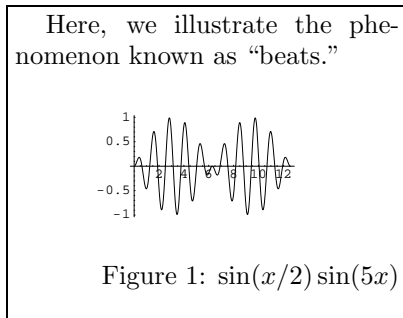 Here, we illustrate the phe-
nomenon known as “beats.”
1
0.5
2 4 6 8 10 12
-0.5
-1
Figure 1: sin(x/2) sin(5x)